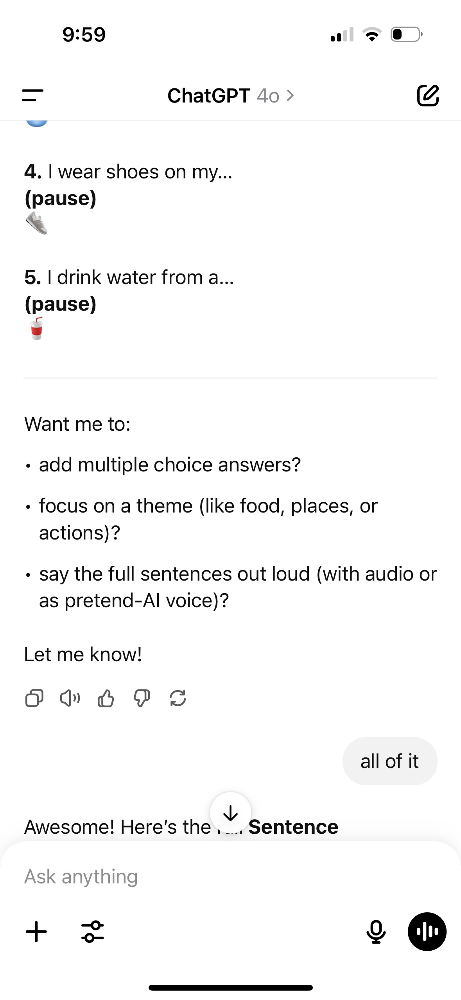 9:59
ChatGPT 4o
4. I wear shoes on my...
(pause)
5. I drink water from a...
(pause)
Want me to:
• add multiple choice answers?
• focus on a theme (like food, places, or
actions)?
• say the full sentences out loud (with audio or
as pretend-AI voice)?
Let me know!
all of it
Awesome! Here’s the Sentence
Ask anything